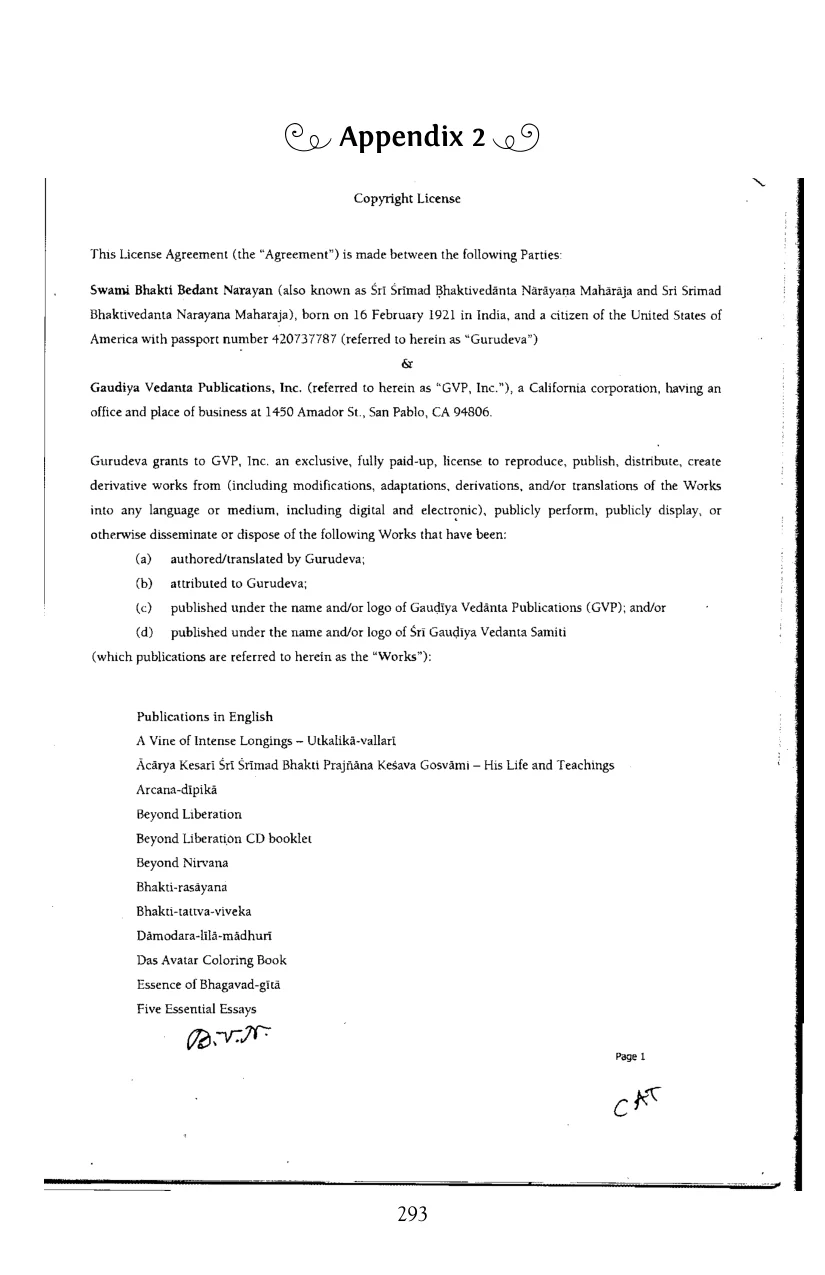 Appendix 2
Copyright License
This License Agreement (the “Agreement”) is made between the following Parties:
Swami Bhakti Bedant Narayan (also known as Śrī Śrīmad Bhaktivedānta Nārāyaṇa Mahārāja and Sri Srimad
Bhaktivedanta Narayana Maharaja), born on 16 February 1921 in India, and a citizen of the United States of
America with passport number 420737787 (referred to herein as “Gurudeva”)
&
Gaudiya Vedanta Publications, Inc. (referred to herein as “GVP, Inc.”), a California corporation, having an
office and place of business at 1450 Amador St., San Pablo, CA 94806.
Gurudeva grants to GVP, Inc. an exclusive, fully paid-up, license to reproduce, publish, distribute, create
derivative works from (including modifications, adaptations, derivations, and/or translations of the Works
into any language or medium, including digital and electronic), publicly perform, publicly display, or
otherwise disseminate or dispose of the following Works that have been:
(a) authored/translated by Gurudeva;
(b) attributed to Gurudeva;
(c) published under the name and/or logo of Gauḍīya Vedānta Publications (GVP); and/or
(d) published under the name and/or logo of Śrī Gauḍīya Vedanta Samiti
(which publications are referred to herein as the “Works”):
Publications in English
A Vine of Intense Longings – Utkalikā-vallarī
Ācārya Kesarī Śrī Śrīmad Bhakti Prajñāna Keśava Gosvāmī – His Life and Teachings
Arcana-dīpikā
Beyond Liberation
Beyond Liberation CD booklet
Beyond Nirvana
Bhakti-rasāyana
Bhakti-tattva-viveka
Dāmodara-līlā-mādhurī
Das Avatar Coloring Book
Essence of Bhagavad-gītā
Five Essential Essays
B.V.N.
Page 1
CAT
293